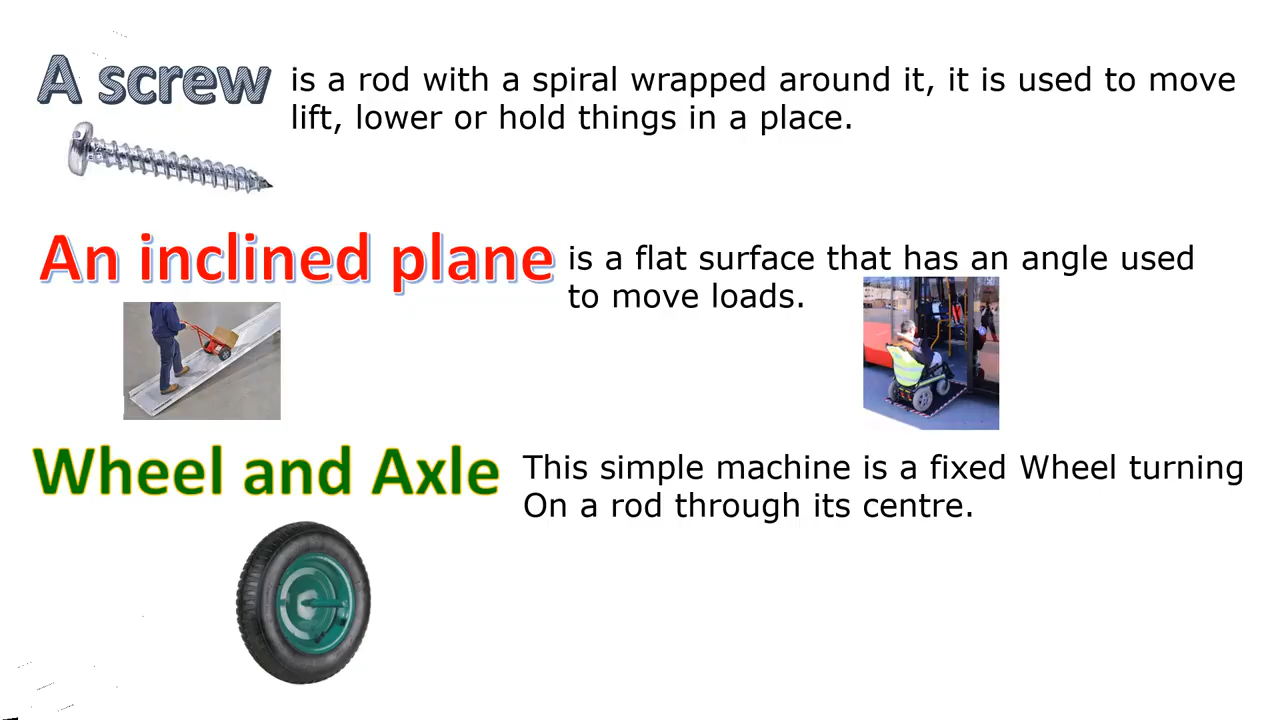 A screw is a rod with a spiral wrapped around it, it is used to move
lift, lower or hold things in a place.
An inclined plane is a flat surface that has an angle used
to move loads.
Wheel and Axle This simple machine is a fixed Wheel turning
On a rod through its centre.